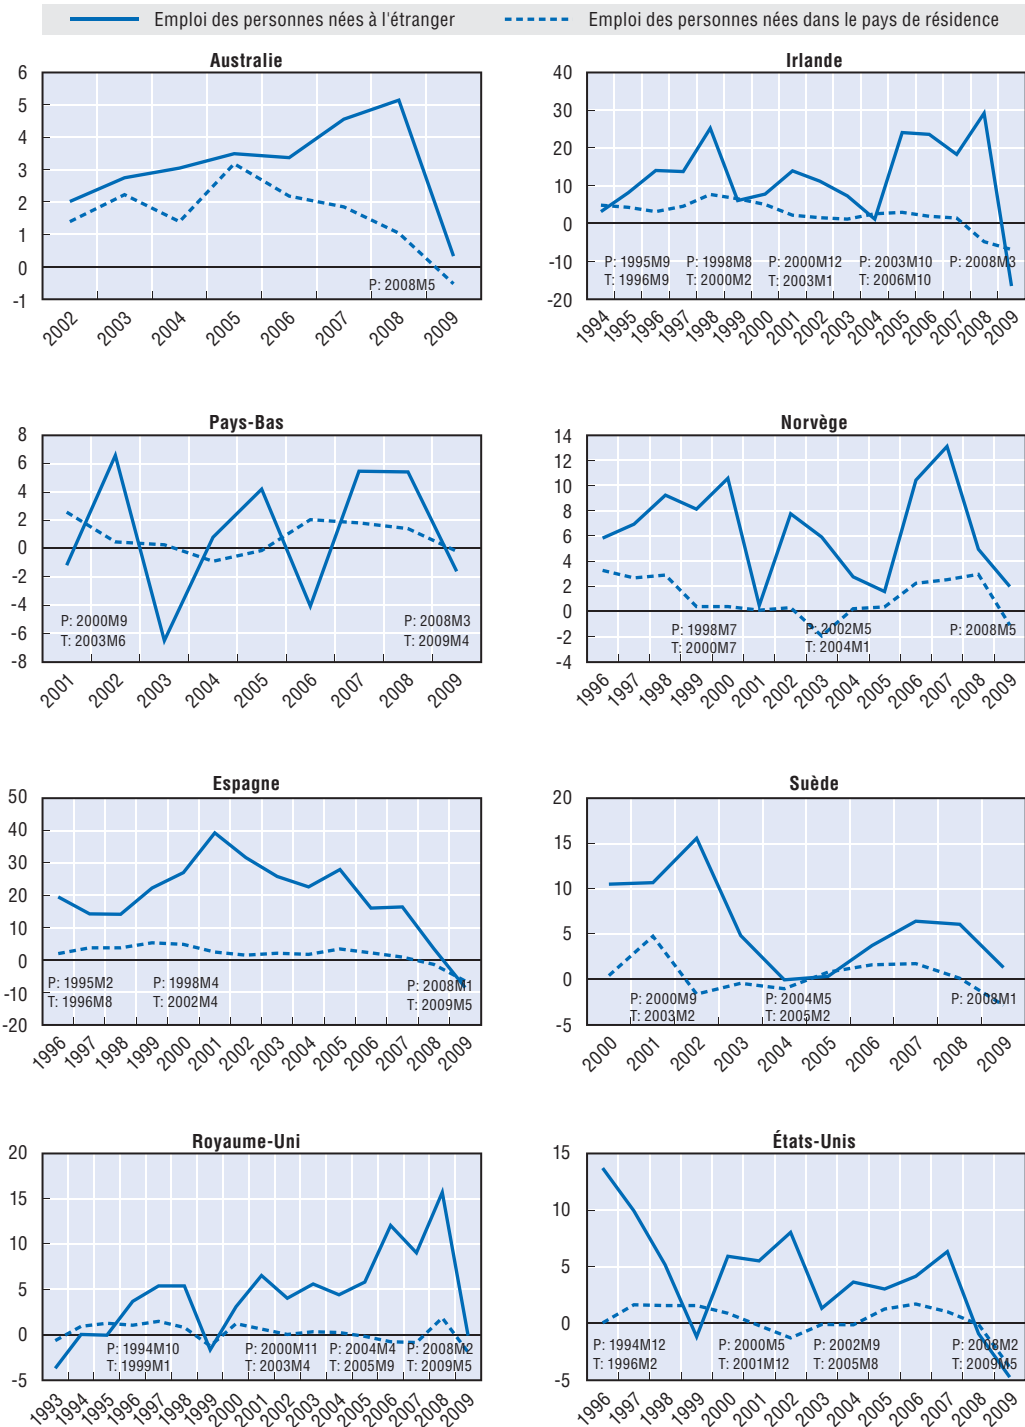 Emploi des personnes nées à l'étranger
Emploi des personnes nées dans le pays de résidence
Australie
6
5
4
3
2
1
0
-1
P: 2008M5
2002
2003
2004
2005
2006
2007
2008
2009
Irlande
40
30
20
10
0
-10
-20
P: 1995M9
T: 1996M9
P: 1998M8
T: 2000M2
P: 2000M12
T: 2003M1
P: 2003M10
T: 2006M10
P: 2008M3
1994
1995
1996
1997
1998
1999
2000
2001
2002
2003
2004
2005
2006
2007
2008
2009
Pays-Bas
8
6
4
2
0
-2
-4
-6
-8
P: 2000M9
T: 2003M6
P: 2008M3
T: 2009M4
2001
2002
2003
2004
2005
2006
2007
2008
2009
Norvège
14
12
10
8
6
4
2
0
-2
-4
P: 1998M7
T: 2000M7
P: 2002M5
T: 2004M1
P: 2008M5
1996
1997
1998
1999
2000
2001
2002
2003
2004
2005
2006
2007
2008
2009
Espagne
50
40
30
20
10
0
-10
-20
P: 1995M2
T: 1996M8
P: 1998M4
T: 2002M4
P: 2008M1
T: 2009M5
1996
1997
1998
1999
2000
2001
2002
2003
2004
2005
2006
2007
2008
2009
Suède
20
15
10
5
0
-5
P: 2000M9
T: 2003M2
P: 2004M5
T: 2005M2
P: 2008M1
2000
2001
2002
2003
2004
2005
2006
2007
2008
2009
Royaume-Uni
20
15
10
5
0
-5
P: 1994M10
T: 1999M1
P: 2000M11
T: 2003M4
P: 2004M4
T: 2005M9
P: 2008M2
T: 2009M5
1993
1994
1995
1996
1997
1998
1999
2000
2001
2002
2003
2004
2005
2006
2007
2008
2009
États-Unis
15
10
5
0
-5
P: 1994M12
T: 1996M2
P: 2000M5
T: 2001M12
P: 2002M9
T: 2005M8
P: 2008M2
T: 2009M5
1996
1997
1998
1999
2000
2001
2002
2003
2004
2005
2006
2007
2008
2009